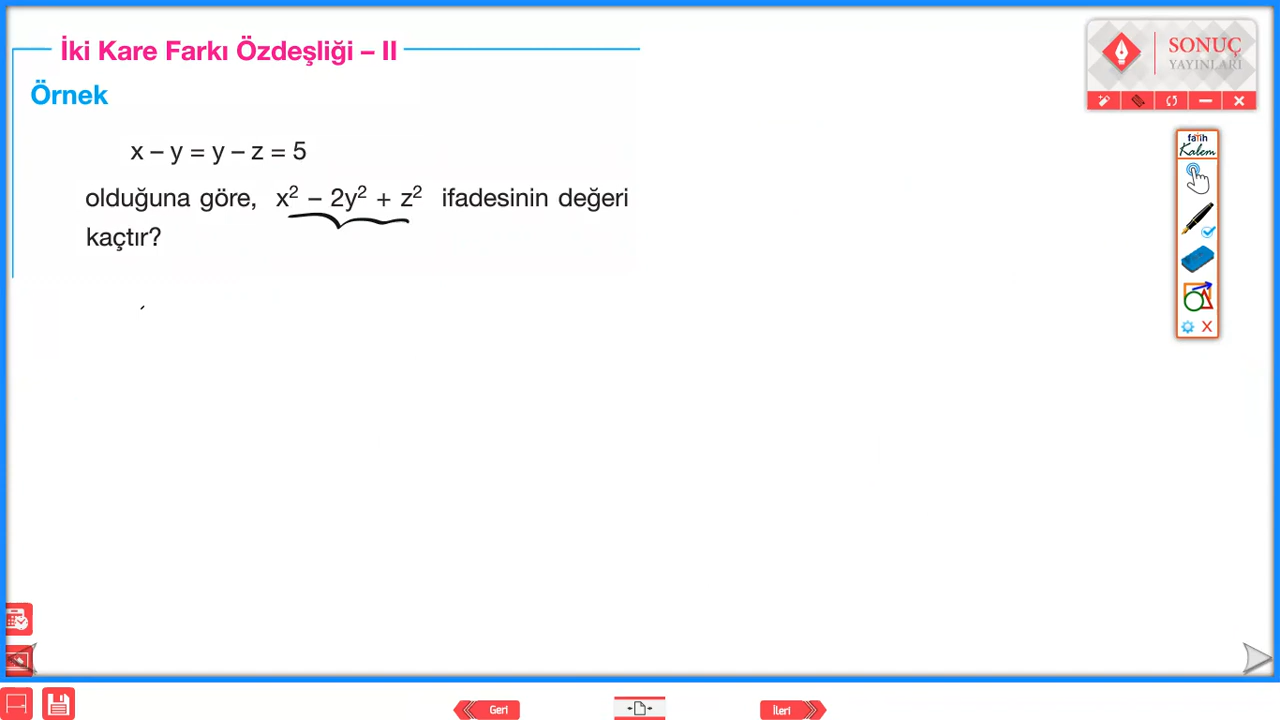 İki Kare Farkı Özdeşliği – II
Örnek
x – y = y – z = 5
olduğuna göre, x² – 2y² + z² ifadesinin değeri
kaçtır?
SONUÇ
YAYINLARI
fatih
Kalem
Geri
İleri